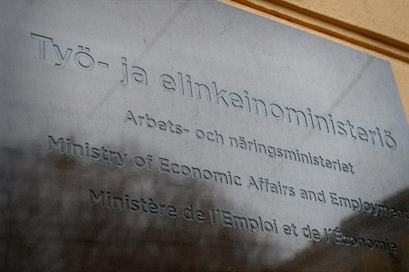 Työ- ja elinkeinoministeriö
Arbets- och näringsministeriet
Ministry of Economic Affairs and Employment
Ministère de l'Emploi et de l'Économie